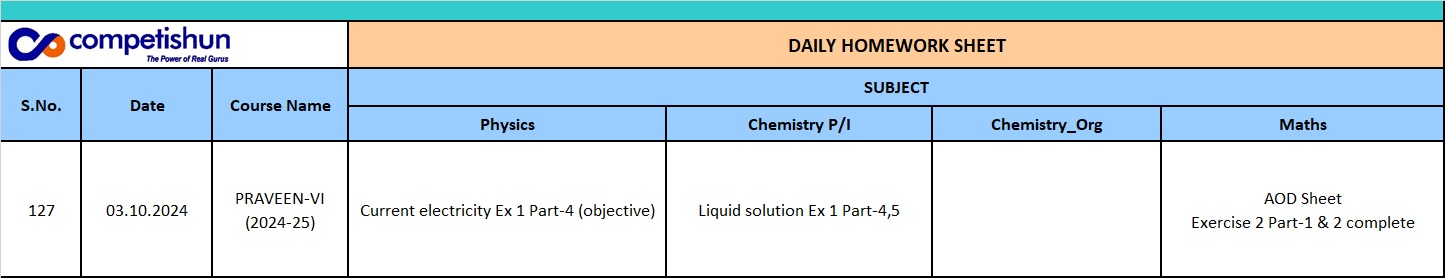 competishun
The Power of Real Gurus
DAILY HOMEWORK SHEET
S.No.
Date
Course Name
SUBJECT
Physics
Chemistry P/I
Chemistry_Org
Maths
127
03.10.2024
PRAVEEN-VI
(2024-25)
Current electricity Ex 1 Part-4 (objective)
Liquid solution Ex 1 Part-4,5
AOD Sheet
Exercise 2 Part-1 & 2 complete